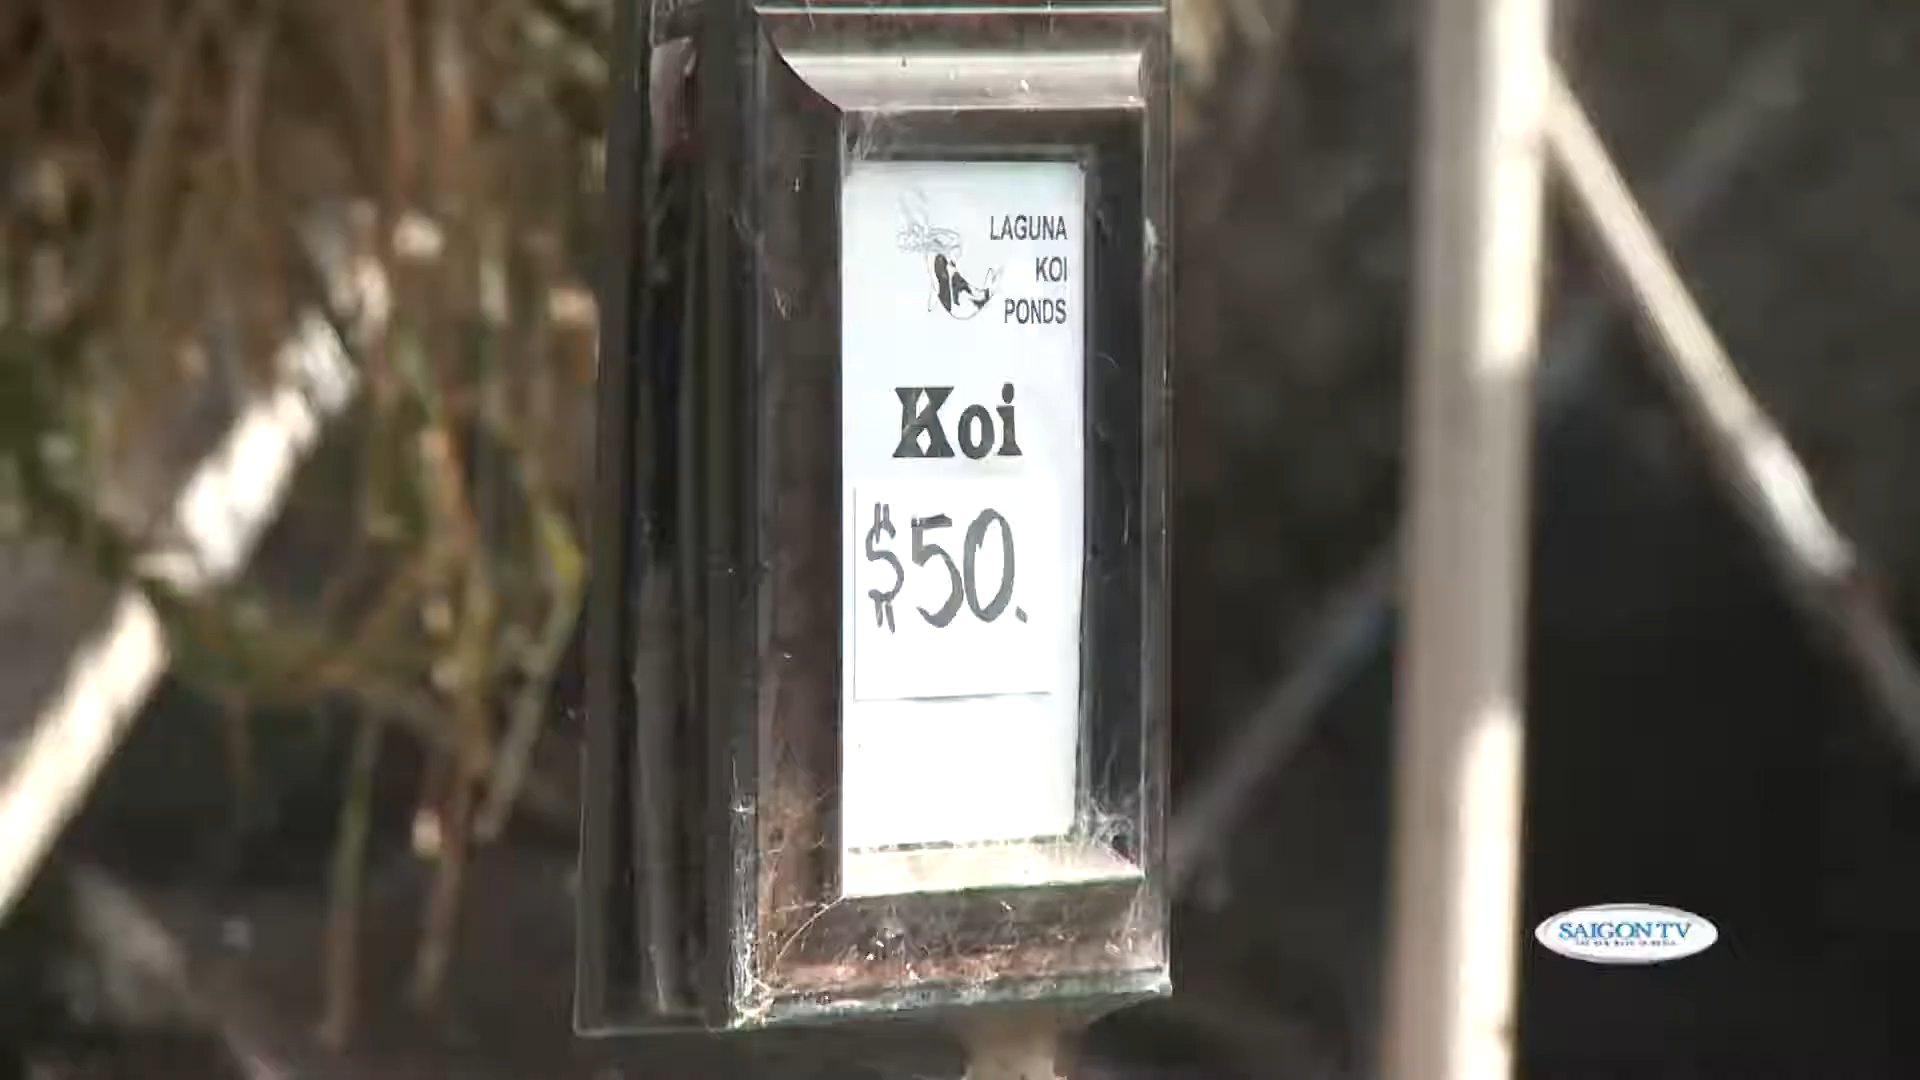 LAGUNA
KOI
PONDS
Koi
$50.
SAIGON TV